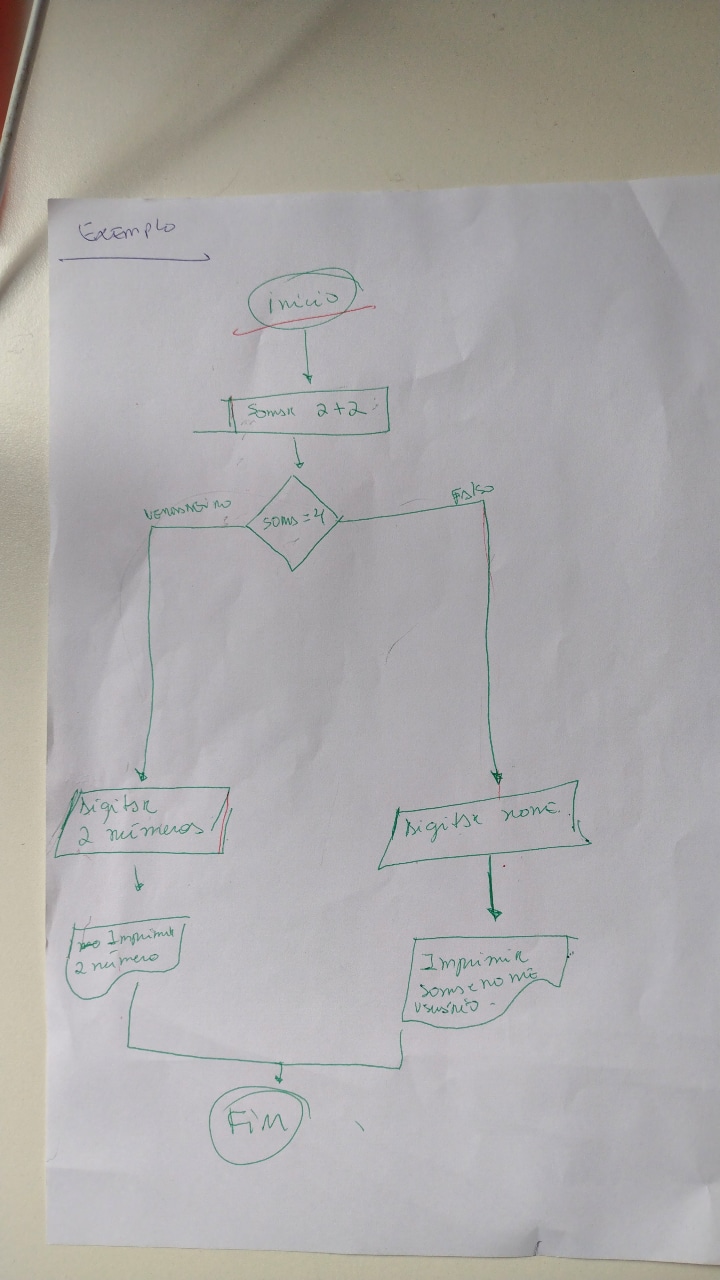 Exemplo
início
Somar 2+2
Verdadeiro
Falso
soma=4
Digitar
2 números
Digitar nome
Imprimir
2 número
Imprimir
soma e nome
usuário
Fim